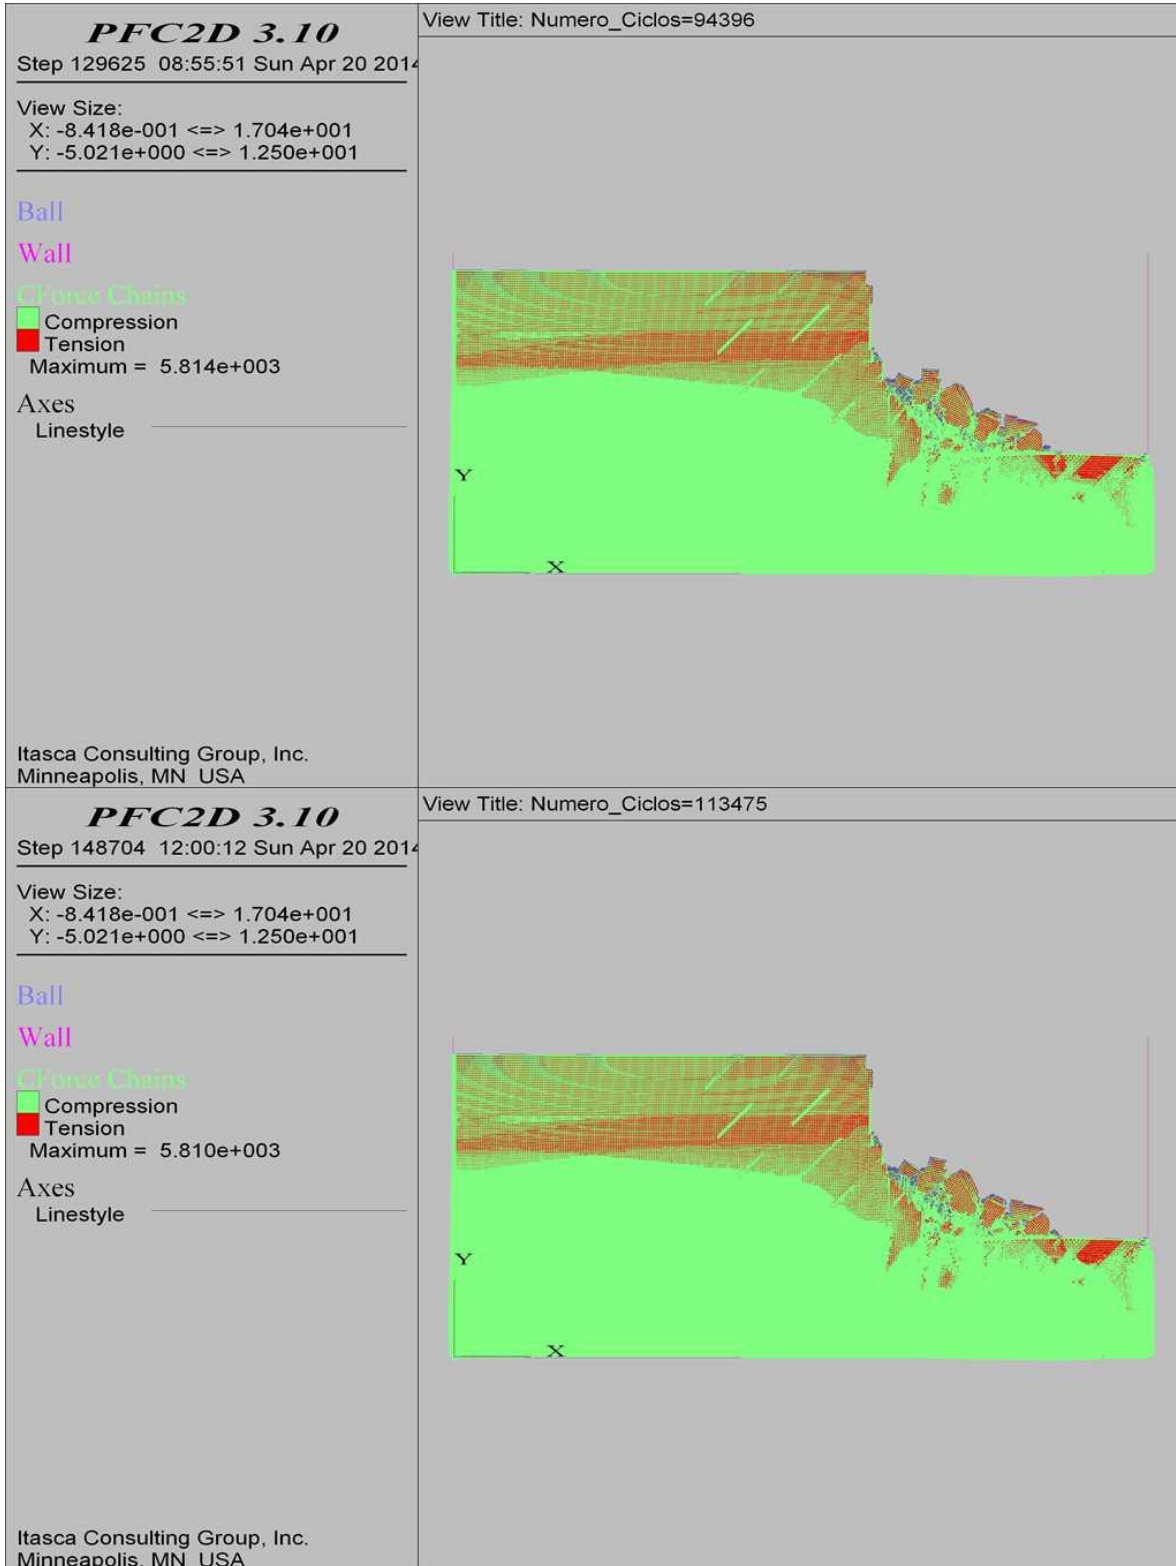 PFC2D 3.10
Step 129625 08:55:51 Sun Apr 20 2014
View Size:
X: -8.418e-001 <=> 1.704e+001
Y: -5.021e+000 <=> 1.250e+001
Ball
Wall
CForce Chains
Compression
Tension
Maximum = 5.814e+003
Axes
Linestyle
Itasca Consulting Group, Inc.
Minneapolis, MN USA
View Title: Numero_Ciclos=94396
Y
X
PFC2D 3.10
Step 148704 12:00:12 Sun Apr 20 2014
View Size:
X: -8.418e-001 <=> 1.704e+001
Y: -5.021e+000 <=> 1.250e+001
Ball
Wall
CForce Chains
Compression
Tension
Maximum = 5.810e+003
Axes
Linestyle
Itasca Consulting Group, Inc.
Minneapolis, MN USA
View Title: Numero_Ciclos=113475
Y
X